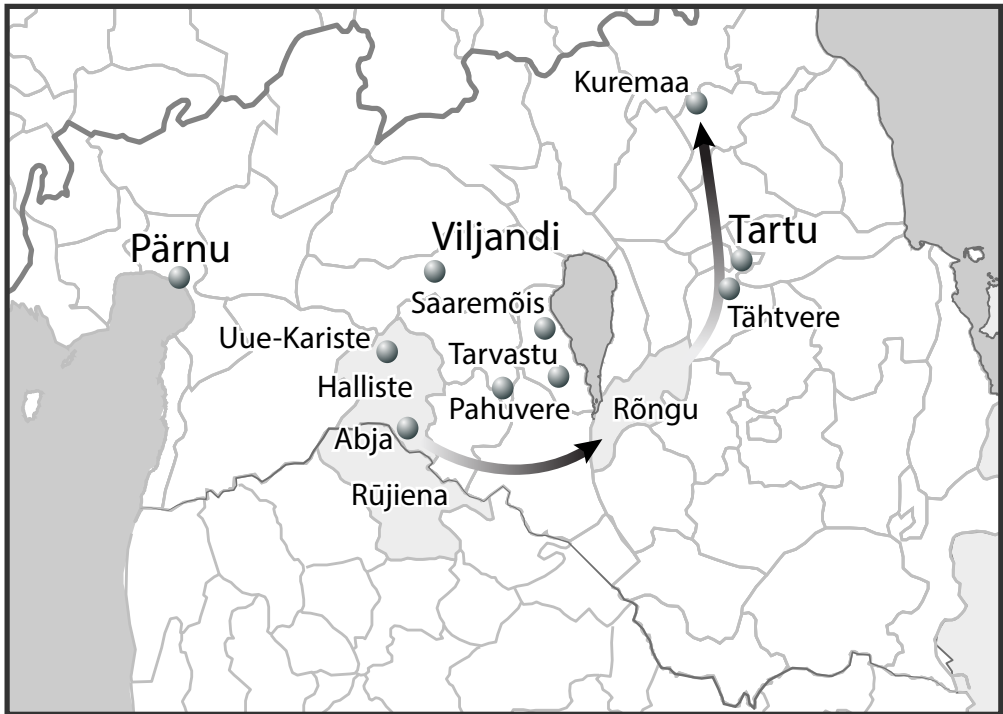 Kuremaa
Tartu
Viljandi
Pärnu
Saaremõis
Tähtvere
Uue-Kariste
Tarvastu
Halliste
Pahuvere
Rõngu
Abja
Rūjiena